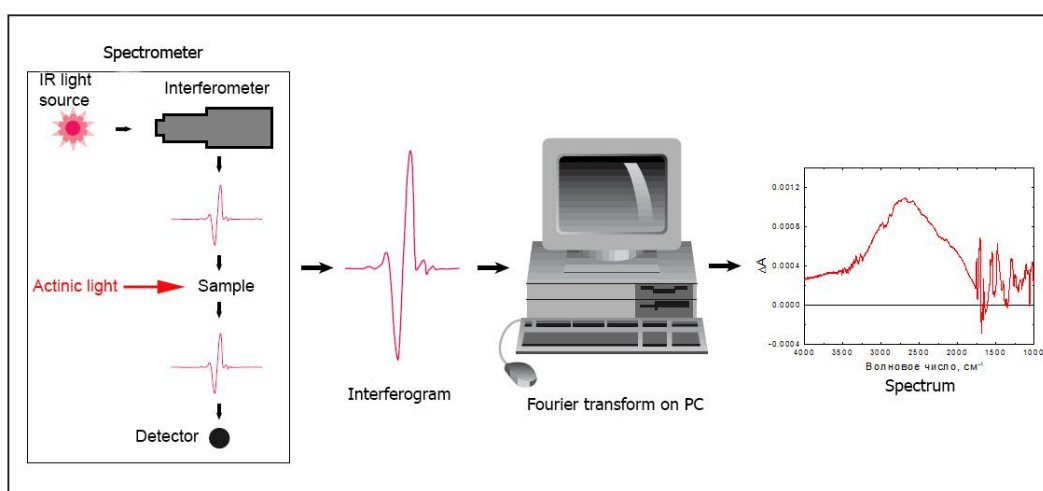 Spectrometer
IR light
source
Interferometer
Actinic light
Sample
Detector
Interferogram
Fourier transform on PC
0.0012
0.0008
0.0004
0.0000
−0.0004
ΔA
4000 3500 3000 2500 2000 1500 1000
Волновое число, см⁻¹
Spectrum